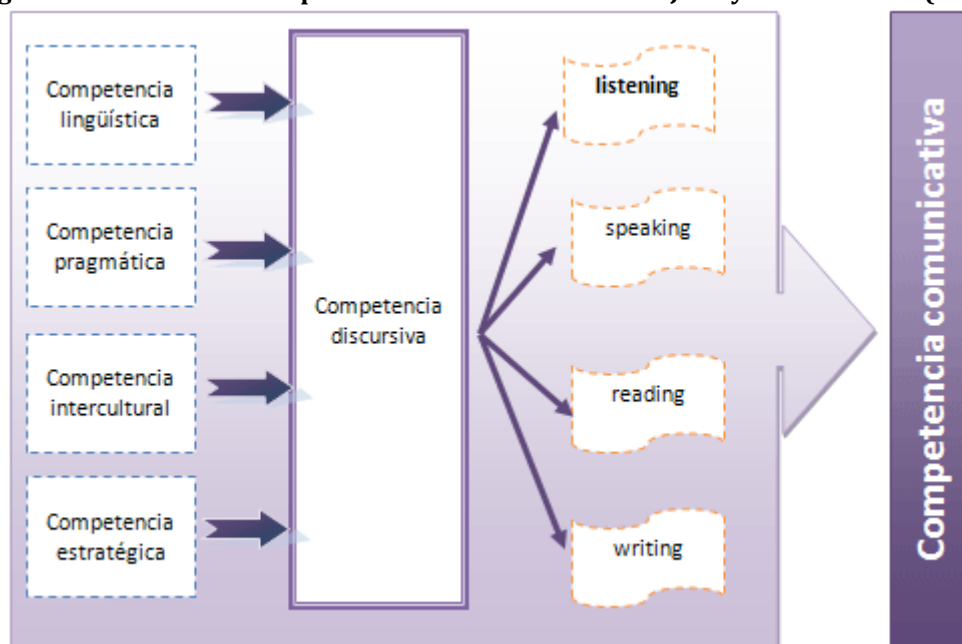 Competencia
lingüística
Competencia
pragmática
Competencia
intercultural
Competencia
estratégica
Competencia
discursiva
listening
speaking
reading
writing
Competencia comunicativa